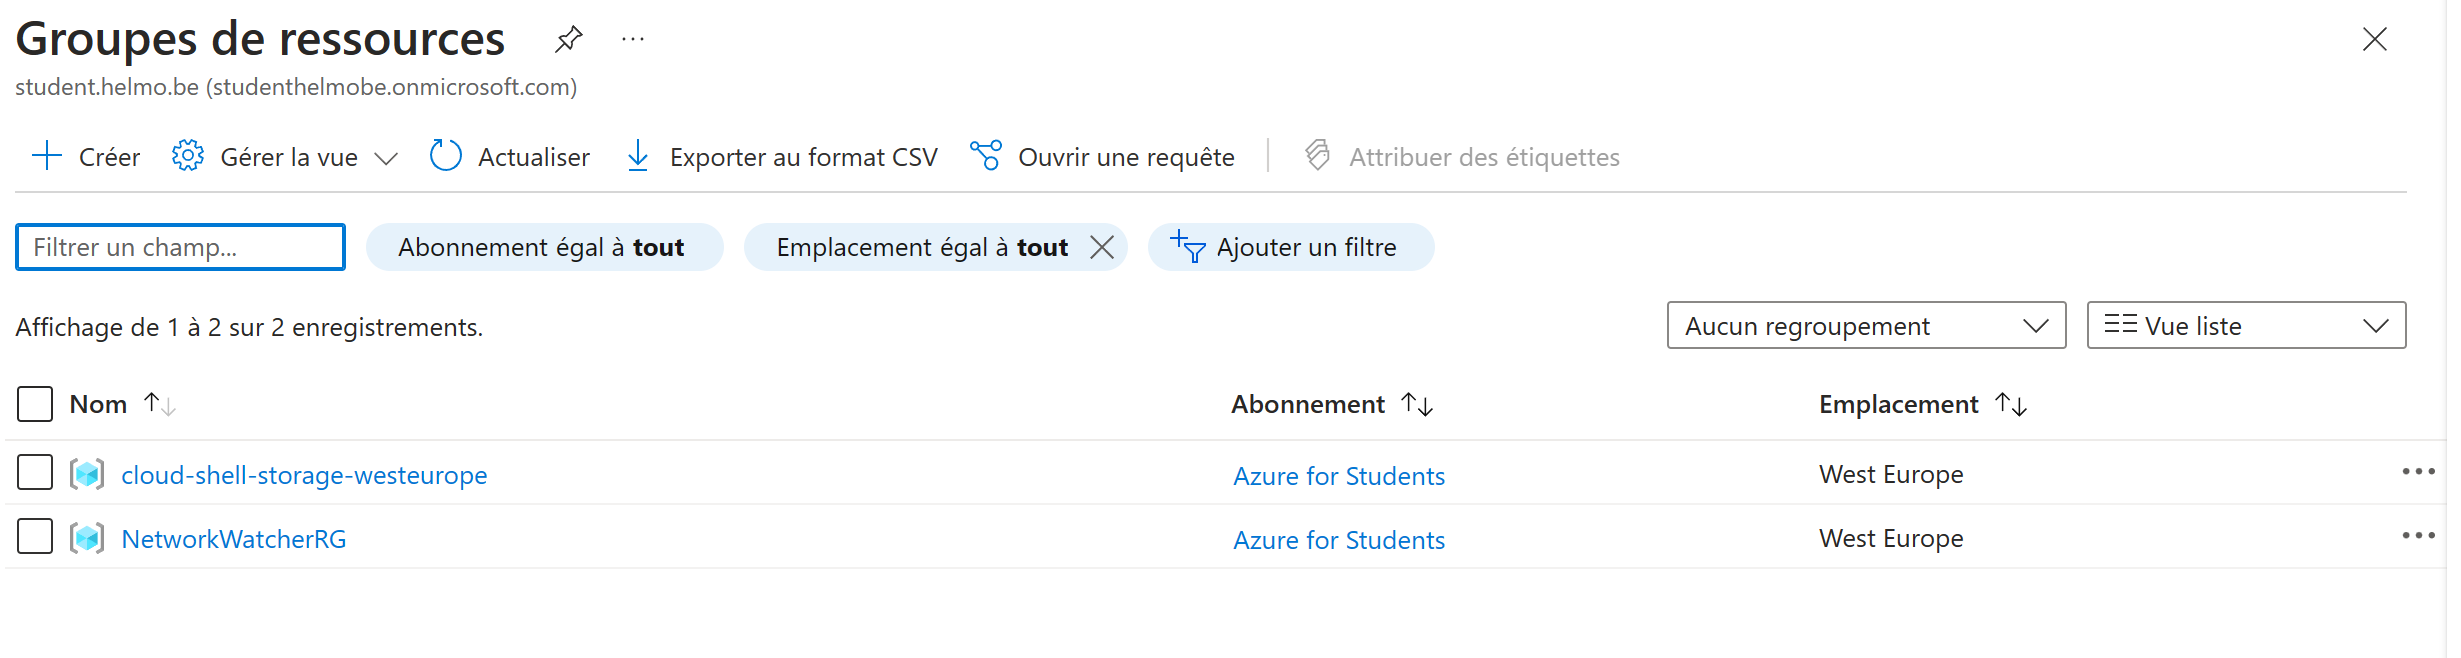 Groupes de ressources
student.helmo.be (studenthelmobe.onmicrosoft.com)
Créer Gérer la vue Actualiser Exporter au format CSV Ouvrir une requête Attribuer des étiquettes
Filtrer un champ... Abonnement égal à tout Emplacement égal à tout Ajouter un filtre
Affichage de 1 à 2 sur 2 enregistrements. Aucun regroupement Vue liste
Nom Abonnement Emplacement
cloud-shell-storage-westeurope Azure for Students West Europe
NetworkWatcherRG Azure for Students West Europe